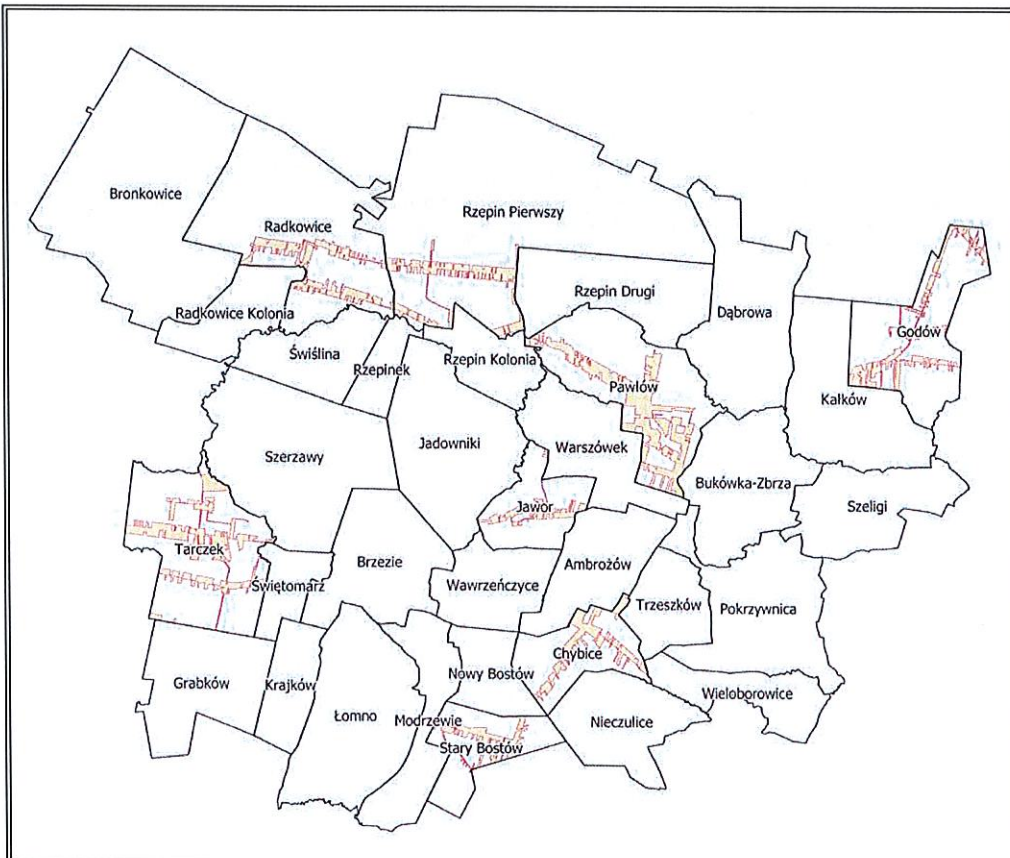 Bronkowice
Rzepin Pierwszy
Radkowice
Rzepin Drugi
Dąbrowa
Radkowice Kolonia
Godów
Świślina
Rzepinek
Rzepin Kolonia
Pawłów
Kałków
Szerzawy
Jadowniki
Warszówek
Bukówka-Zbrza
Szeligi
Jawor
Tarczek
Brzezie
Ambrożów
Świętomarz
Wawrzeńczyce
Trzeszków
Pokrzywnica
Chybice
Grabków
Krajków
Nowy Bostów
Wieloborowice
Łomno
Modrzewie
Nieczulice
Stary Bostów